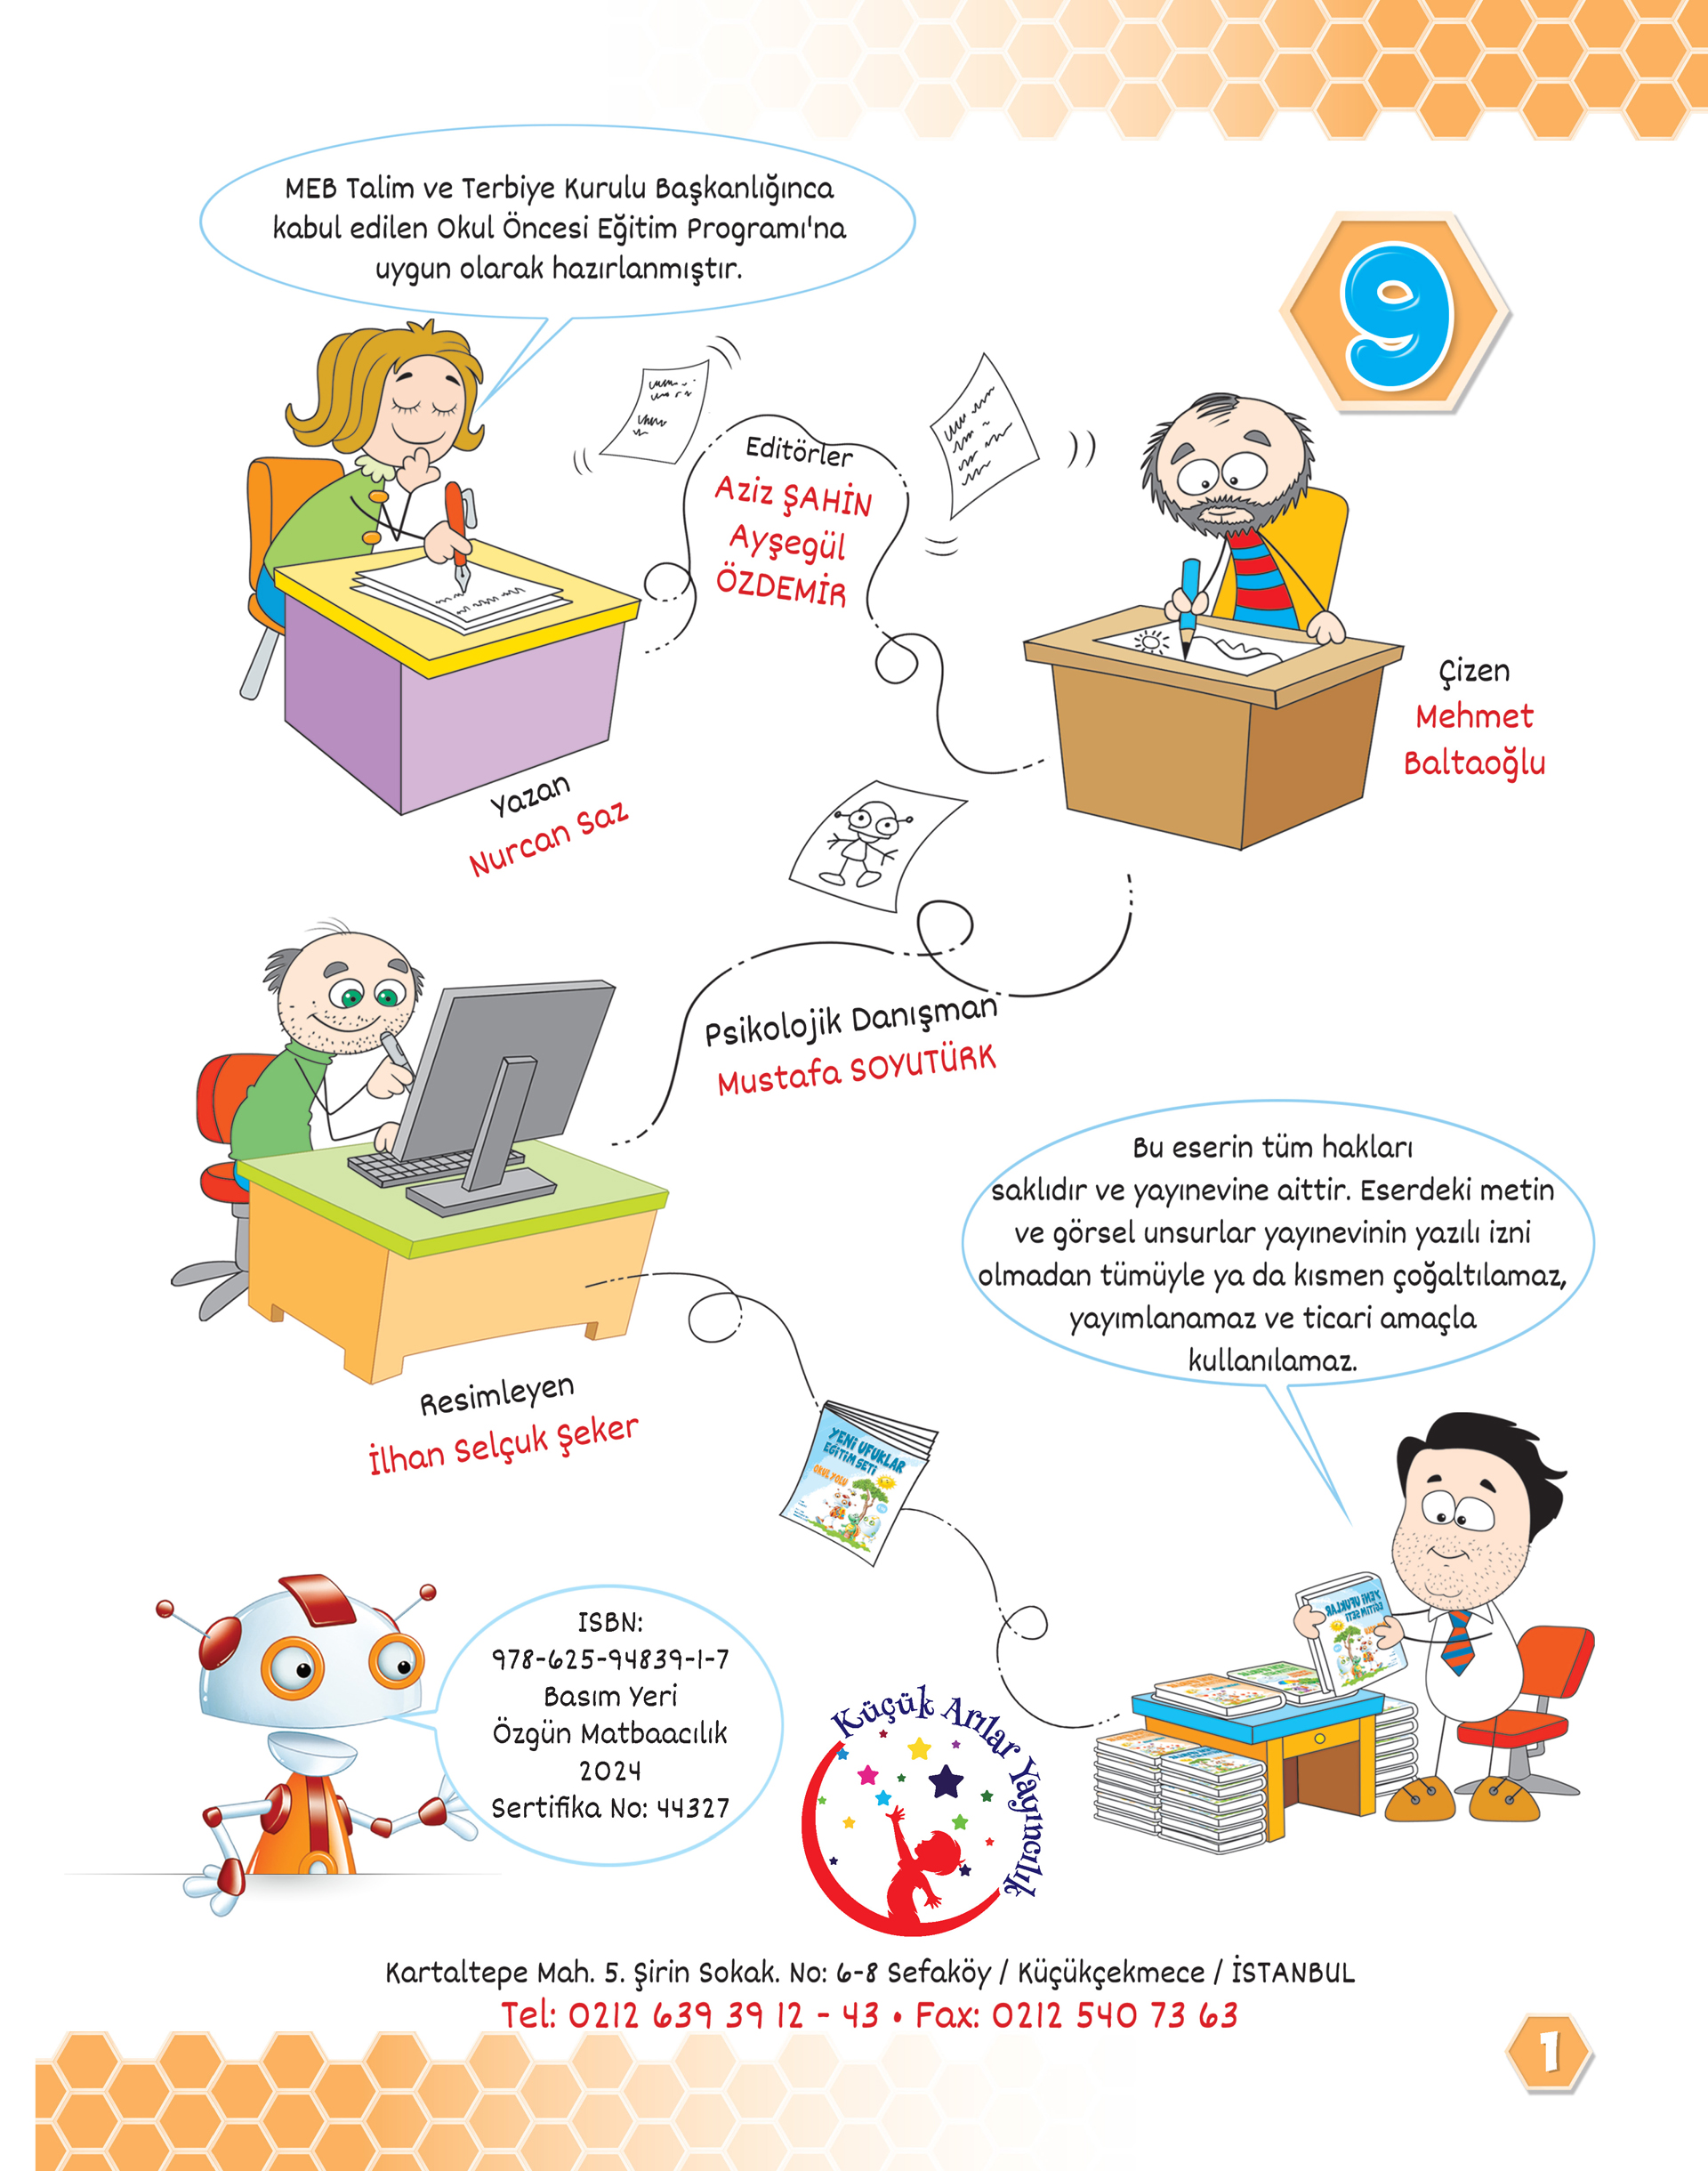 MEB Talim ve Terbiye Kurulu Başkanlığınca
kabul edilen Okul Öncesi Eğitim Programı'na
uygun olarak hazırlanmıştır.
9
Editörler
Aziz ŞAHİN
Ayşegül
ÖZDEMİR
Çizen
Mehmet
Baltaoğlu
Yazan
Nurcan Saz
Psikolojik Danışman
Mustafa SOYUTÜRK
Bu eserin tüm hakları
saklıdır ve yayınevine aittir. Eserdeki metin
ve görsel unsurlar yayınevinin yazılı izni
olmadan tümüyle ya da kısmen çoğaltılamaz,
yayımlanamaz ve ticari amaçla
kullanılamaz.
Resimleyen
İlhan Selçuk Şeker
YENİ UFUKLAR
EĞİTİM SETİ
OKUL YOLU
YENİ UFUKLAR
EĞİTİM SETİ
ISBN:
978-625-94839-1-7
Basım Yeri
Özgün Matbaacılık
2024
Sertifika No: 44327
Küçük Arılar Yayıncılık
Kartaltepe Mah. 5. Şirin Sokak. No: 6-8 Sefaköy / Küçükçekmece / İSTANBUL
Tel: 0212 639 39 12 - 43 • Fax: 0212 540 73 63
1